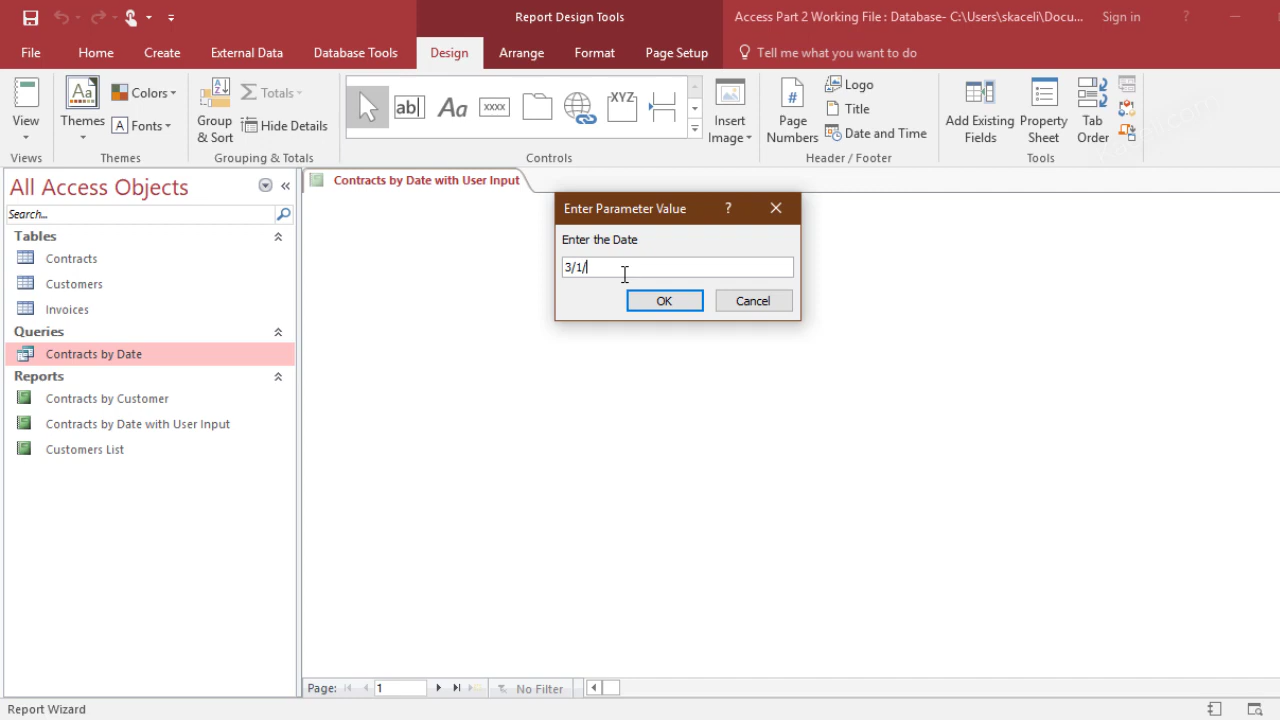 Report Design Tools
Access Part 2 Working File : Database- C:\Users\skaceli\Docu...
Sign in
?
File
Home
Create
External Data
Database Tools
Design
Arrange
Format
Page Setup
Tell me what you want to do
View
Themes
Aa
Colors
Fonts
Group & Sort
Totals
Hide Details
ab|
Aa
xxxx
XYZ
Insert Image
Page Numbers
Logo
Title
Date and Time
Add Existing Fields
Property Sheet
Tab Order
Views
Themes
Grouping & Totals
Controls
Header / Footer
Tools
All Access Objects
Search...
Tables
Contracts
Customers
Invoices
Queries
Contracts by Date
Reports
Contracts by Customer
Contracts by Date with User Input
Customers List
Contracts by Date with User Input
Enter Parameter Value
?
Enter the Date
3/1/
OK
Cancel
Page:
1
No Filter
Report Wizard